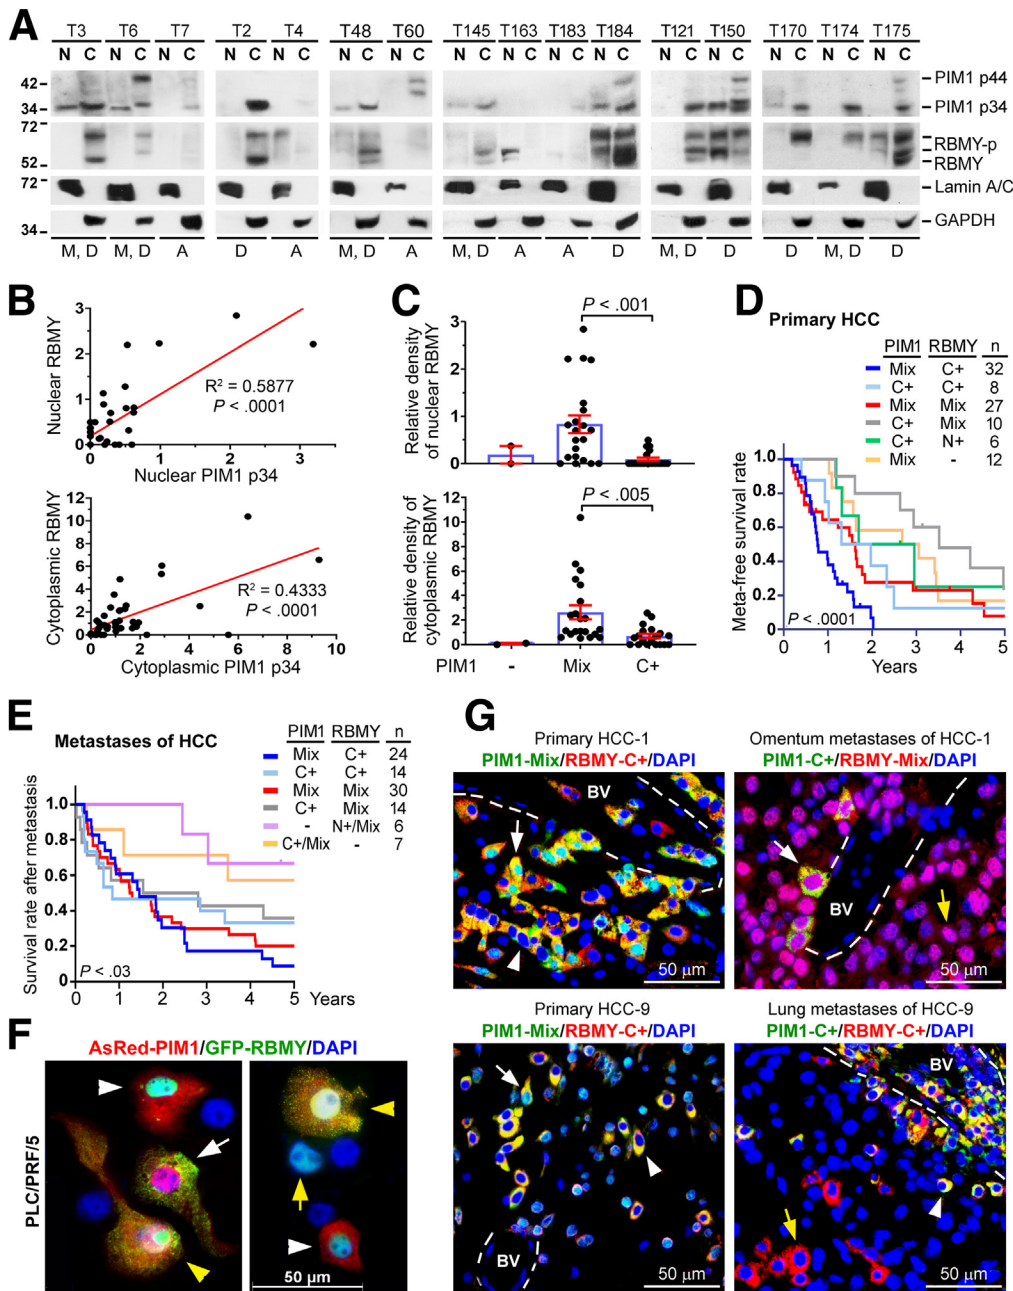 A
T3 T6 T7 T2 T4 T48 T60 T145 T163 T183 T184 T121 T150 T170 T174 T175
N C N C N C N C N C N C N C N C N C N C N C N C N C N C N C N C
42
34
72
52
72
34
PIM1 p44
PIM1 p34
RBMY-p
RBMY
Lamin A/C
GAPDH
M, D M, D A D A M, D A M, D A A D M, D D D M, D D
B
Nuclear RBMY
3
2
1
0
R² = 0.5877
P < .0001
0 1 2 3
Nuclear PIM1 p34
Cytoplasmic RBMY
12
10
8
6
4
2
0
R² = 0.4333
P < .0001
0 2 4 6 8 10
Cytoplasmic PIM1 p34
C
Relative density
of nuclear RBMY
3
2
1
0
P < .001
Relative density of
cytoplasmic RBMY
12
10
8
6
4
2
0
P < .005
PIM1 - Mix C+
D
Primary HCC
PIM1 RBMY n
Mix C+ 32
C+ C+ 8
Mix Mix 27
C+ Mix 10
C+ N+ 6
Mix - 12
Meta-free survival rate
1.0
0.8
0.6
0.4
0.2
0
P < .0001
0 1 2 3 4 5
Years
E
Metastases of HCC
PIM1 RBMY n
Mix C+ 24
C+ C+ 14
Mix Mix 30
C+ Mix 14
- N+/Mix 6
C+/Mix - 7
Survival rate after metastasis
1.0
0.8
0.6
0.4
0.2
0
P < .03
0 1 2 3 4 5 Years
F
AsRed-PIM1/GFP-RBMY/DAPI
PLC/PRF/5
50 μm
G
Primary HCC-1
PIM1-Mix/RBMY-C+/DAPI
BV
50 μm
Omentum metastases of HCC-1
PIM1-C+/RBMY-Mix/DAPI
BV
50 μm
Primary HCC-9
PIM1-Mix/RBMY-C+/DAPI
BV
50 μm
Lung metastases of HCC-9
PIM1-C+/RBMY-C+/DAPI
BV
50 μm